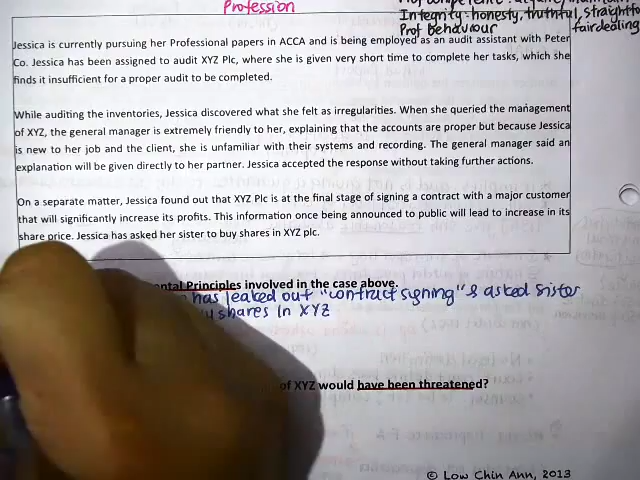 Profession
Integrity: honesty, truthful, straightfo
Prof behaviour fairdealing
Jessica is currently pursuing her Professional papers in ACCA and is being employed as an audit assistant with Peter
Co. Jessica has been assigned to audit XYZ Plc, where she is given very short time to complete her tasks, which she
finds it insufficient for a proper audit to be completed.
While auditing the inventories, Jessica discovered what she felt as irregularities. When she queried the management
of XYZ, the general manager is extremely friendly to her, explaining that the accounts are proper but because Jessica
is new to her job and the client, she is unfamiliar with their systems and recording. The general manager said an
explanation will be given directly to her partner. Jessica accepted the response without taking further actions.
On a separate matter, Jessica found out that XYZ Plc is at the final stage of signing a contract with a major customer
that will significantly increase its profits. This information once being announced to public will lead to increase in its
share price. Jessica has asked her sister to buy shares in XYZ plc.
ntal Principles involved in the case above.
has leaked out "contract signing" & asked sister
y shares in XYZ
of XYZ would have been threatened?
© Low Chin Ann, 2013